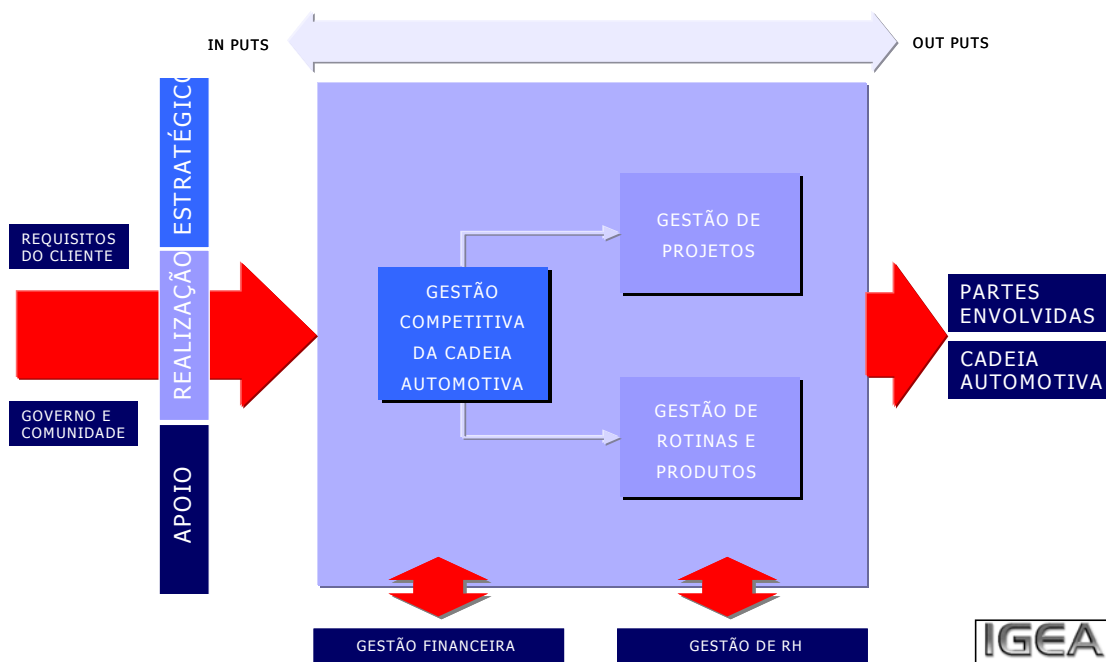 IN PUTS
OUT PUTS
ESTRATÉGICO
REALIZAÇÃO
APOIO
REQUISITOS
DO CLIENTE
GOVERNO E
COMUNIDADE
GESTÃO
COMPETITIVA
DA CADEIA
AUTOMOTIVA
GESTÃO DE
PROJETOS
GESTÃO DE
ROTINAS E
PRODUTOS
PARTES
ENVOLVIDAS
CADEIA
AUTOMOTIVA
GESTÃO FINANCEIRA
GESTÃO DE RH
IGEA